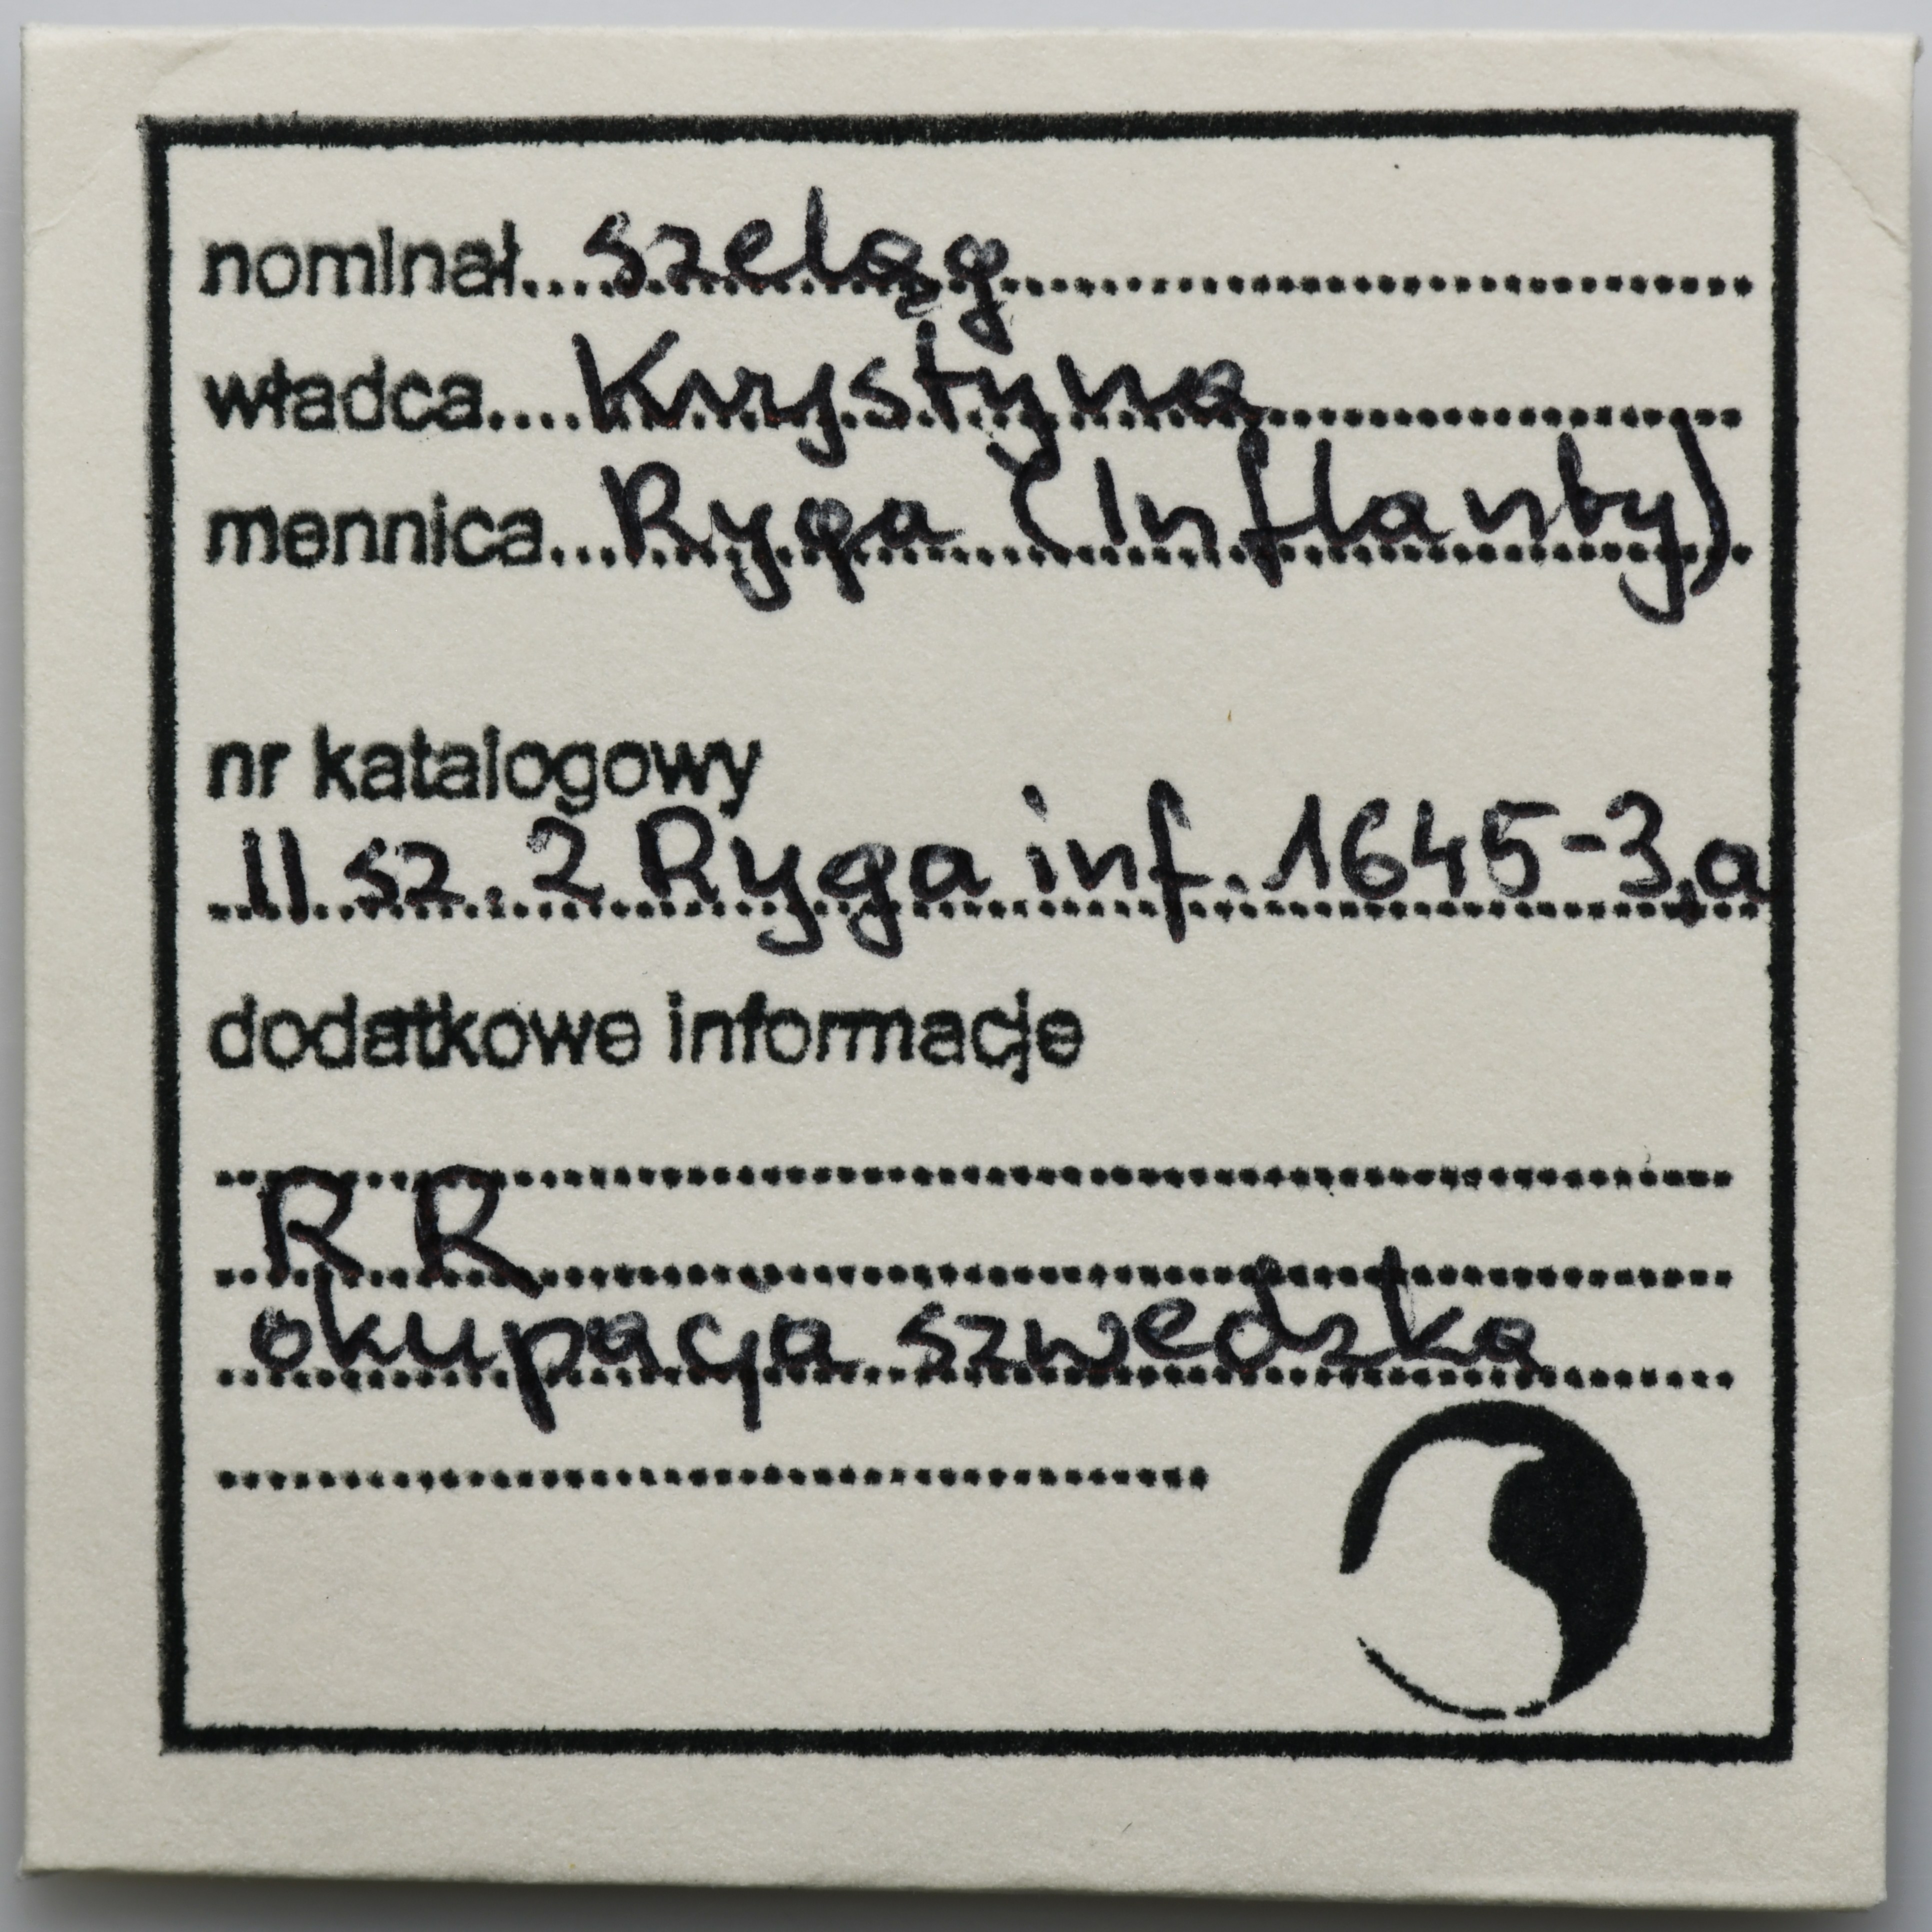 nominał...szeląg
władca....Krystyna
mennica...Ryga (Inflanty)
nr katalogowy
II sz. 2 Ryga inf. 1645-3,a
dodatkowe informacje
RR
okupacja szwedzka